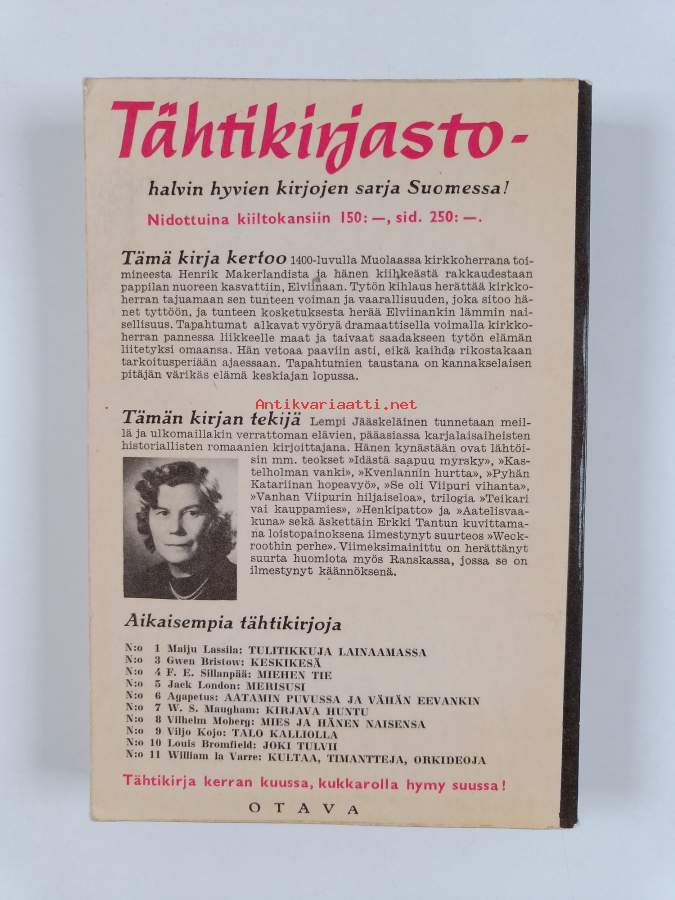 Tähtikirjasto-
halvin hyvien kirjojen sarja Suomessa!
Nidottuina kiiltokansiin 150:—, sid. 250:—.
Tämä kirja kertoo 1400-luvulla Muolaassa kirkkoherrana toi-
mineesta Henrik Makerlandista ja hänen kiihkeästä rakkaudestaan
pappilan nuoreen kasvattiin, Elviinaan. Tytön kihlaus herättää kirkko-
herran tajuamaan sen tunteen voiman ja vaarallisuuden, joka sitoo hä-
net tyttöön, ja tunteen kosketuksesta herää Elviinankin lämmin nai-
sellisuus. Tapahtumat alkavat vyöryä dramaattisella voimalla kirkko-
herran pannessa liikkeelle maat ja taivaat saadakseen tytön elämän
liitetyksi omaansa. Hän vetoaa paaviin asti, eikä kaihda rikostakaan
tarkoitusperiään ajaessaan. Tapahtumien taustana on kannakselaisen
pitäjän värikäs elämä keskiajan lopussa.
Antikvariaatti.net
Tämän kirjan tekijä Lempi Jääskeläinen tunnetaan meil-
lä ja ulkomaillakin verrattoman elävien, pääasiassa karjalaisaiheisten
historiallisten romaanien kirjoittajana. Hänen kynästään ovat lähtöi-
sin mm. teokset »Idästä saapuu myrsky», »Kas-
telholman vanki», »Kvenlannin hurtta», »Pyhän
Katariinan hopeavyö», »Se oli Viipuri vihanta»,
»Vanhan Viipurin hiljaiseloa», trilogia »Teikari
vai kauppamies», »Henkipatto» ja »Aatelisvaa-
kuna» sekä äskettäin Erkki Tantun kuvittama-
na loistopainoksena ilmestynyt suurteos »Weck-
roothin perhe». Viimeksimainittu on herättänyt
suurta huomiota myös Ranskassa, jossa se on
ilmestynyt käännöksenä.
Aikaisempia tähtikirjoja
N:o 1 Maiju Lassila: TULITIKKUJA LAINAAMASSA
N:o 3 Gwen Bristow: KESKIKESÄ
N:o 4 F. E. Sillanpää: MIEHEN TIE
N:o 5 Jack London: MERISUSI
N:o 6 Agapetus: AATAMIN PUVUSSA JA VÄHÄN EEVANKIN
N:o 7 W. S. Maugham: KIRJAVA HUNTU
N:o 8 Vilhelm Moberg: MIES JA HÄNEN NAISENSA
N:o 9 Viljo Kojo: TALO KALLIOLLA
N:o 10 Louis Bromfield: JOKI TULVII
N:o 11 William la Varre: KULTAA, TIMANTTEJA, ORKIDEOJA
Tähtikirja kerran kuussa, kukkarolla hymy suussa!
OTAVA